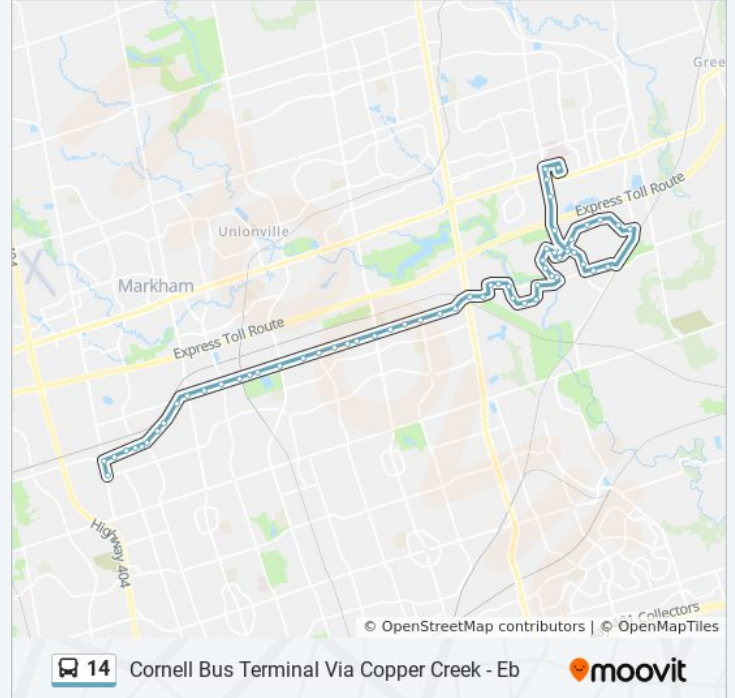 Gree
Express Toll Route
Unionville
Markham
Express Toll Route
Highway 404
Collectors
© OpenStreetMap contributors | © OpenMapTiles
14 Cornell Bus Terminal Via Copper Creek - Eb moovit